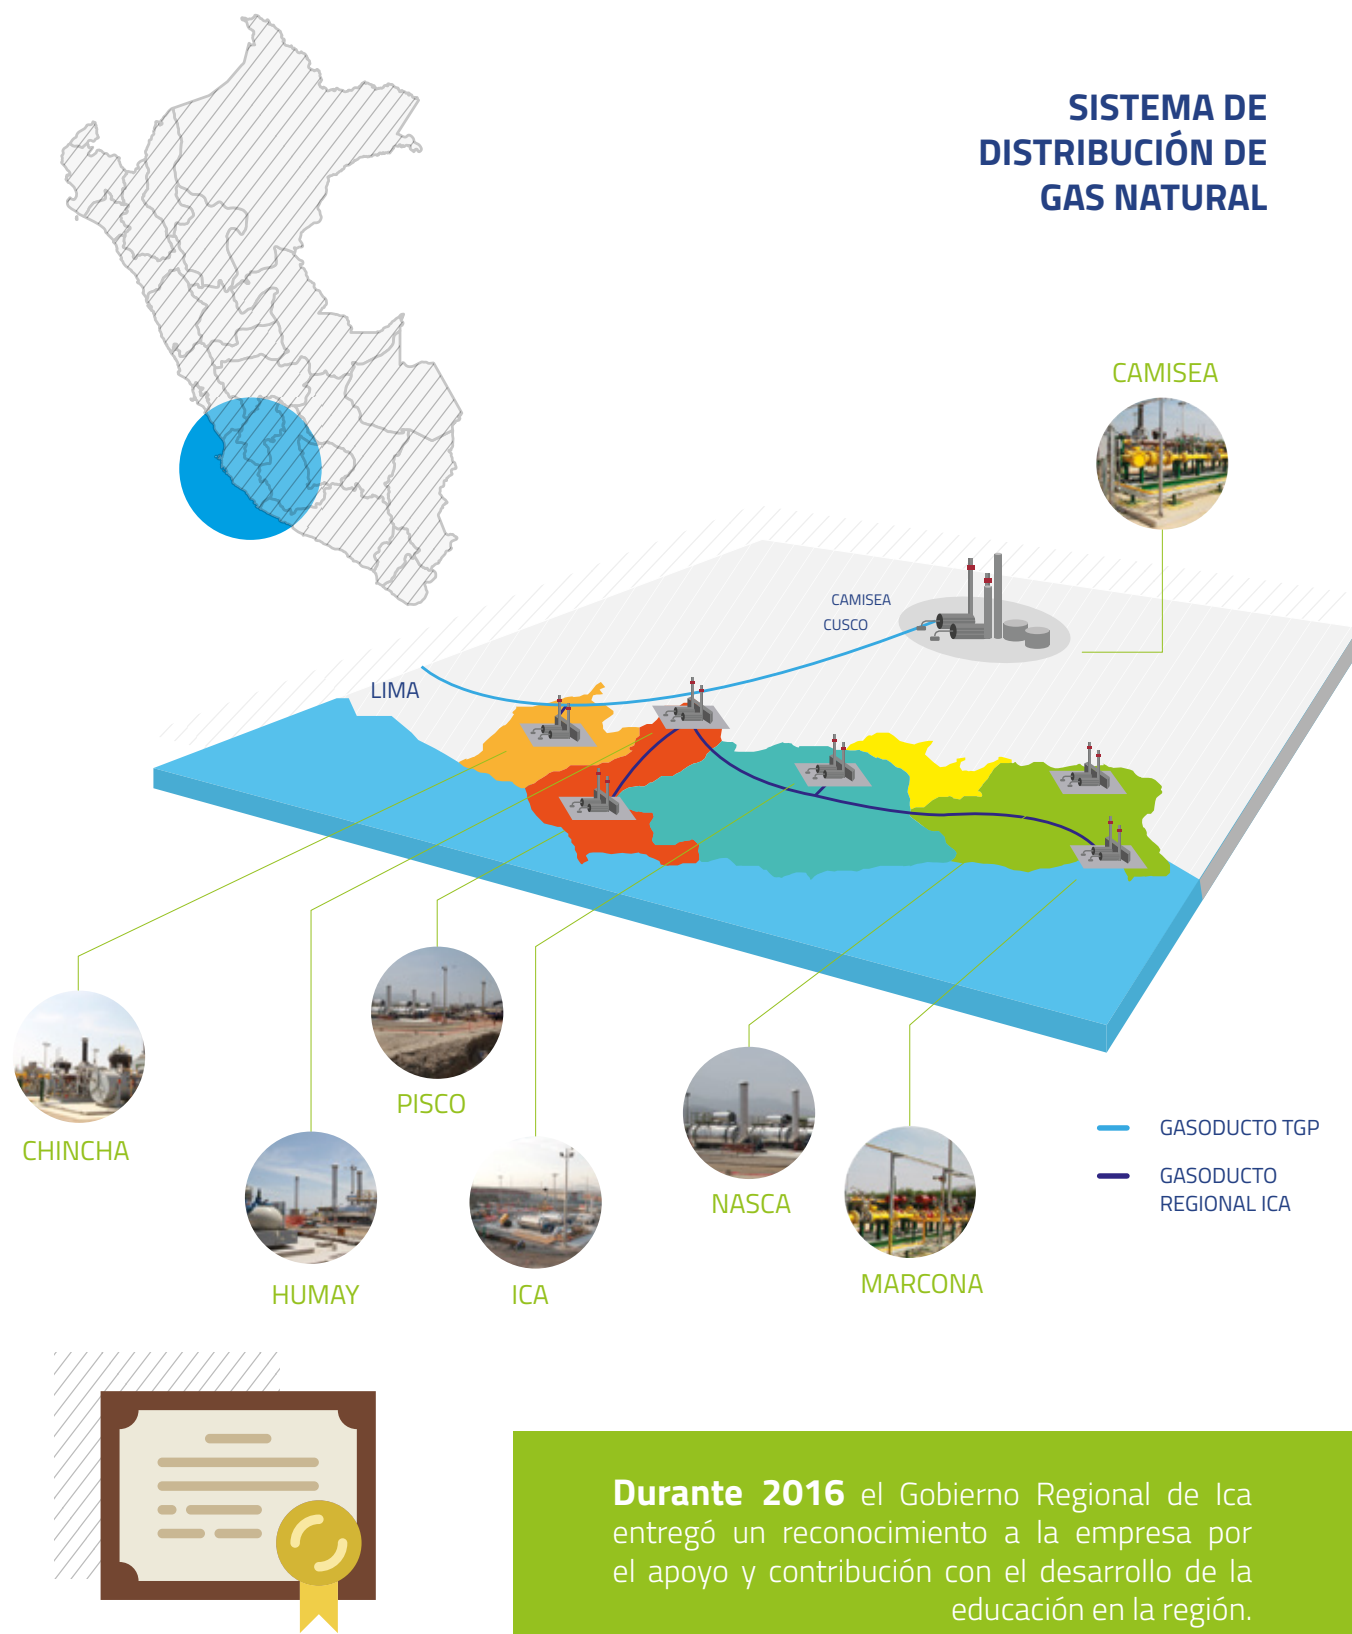 SISTEMA DE
DISTRIBUCIÓN DE
GAS NATURAL
CAMISEA
CAMISEA
CUSCO
LIMA
PISCO
CHINCHA
NASCA
HUMAY
ICA
MARCONA
GASODUCTO TGP
GASODUCTO
REGIONAL ICA
Durante 2016 el Gobierno Regional de Ica
entregó un reconocimiento a la empresa por
el apoyo y contribución con el desarrollo de la
educación en la región.